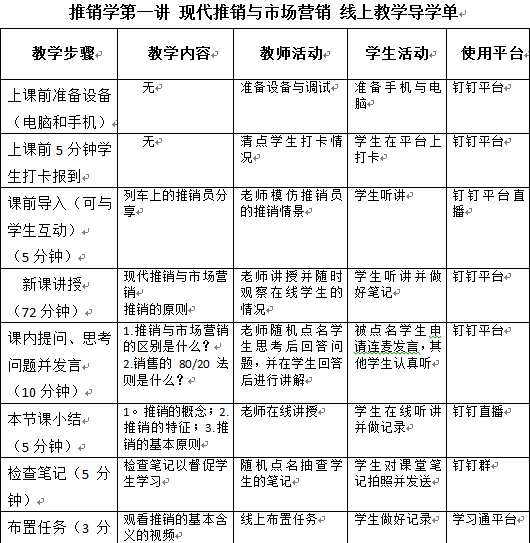 推销学第一讲 现代推销与市场营销 线上教学导学单
教学步骤 教学内容 教师活动 学生活动 使用平台
上课前准备设备
（电脑和手机）
无
准备设备与调试
准备手机与电
脑
钉钉平台
上课前5分钟学
生打卡报到
无
清点学生打卡情
况
学生在平台上
打卡
钉钉平台
课前导入（可与
学生互动）
（5分钟）
列车上的推销员分
享
老师模仿推销员
的推销情景
学生听讲
钉钉平台直
播
新课讲授
（72分钟）
现代推销与市场营
销
推销的原则
老师讲授并随时
观察在线学生的
情况
学生听讲并做
好笔记
钉钉平台
课内提问、思考
问题并发言
（10分钟）
1.推销与市场营销
的区别是什么？
2.销售的 80/20 法
则是什么？
老师随机点名学
生思考后回答问
题，并在学生回答
后进行讲解
被点名学生申
请连麦发言，其
他学生认真听
钉钉平台
本节课小结
（5分钟）
1。推销的概念；2.
推销的特征；3.推
销的基本原则
老师在线讲授
学生在线听讲
并做记录
钉钉直播
检查笔记（5 分
钟）
检查笔记以督促学
生学习
随机点名抽查学
生的笔记
学生对课堂笔
记拍照并发送
钉钉群
布置任务（3 分
观看推销的基本含
义的视频
线上布置任务
学生做好记录
学习通平台